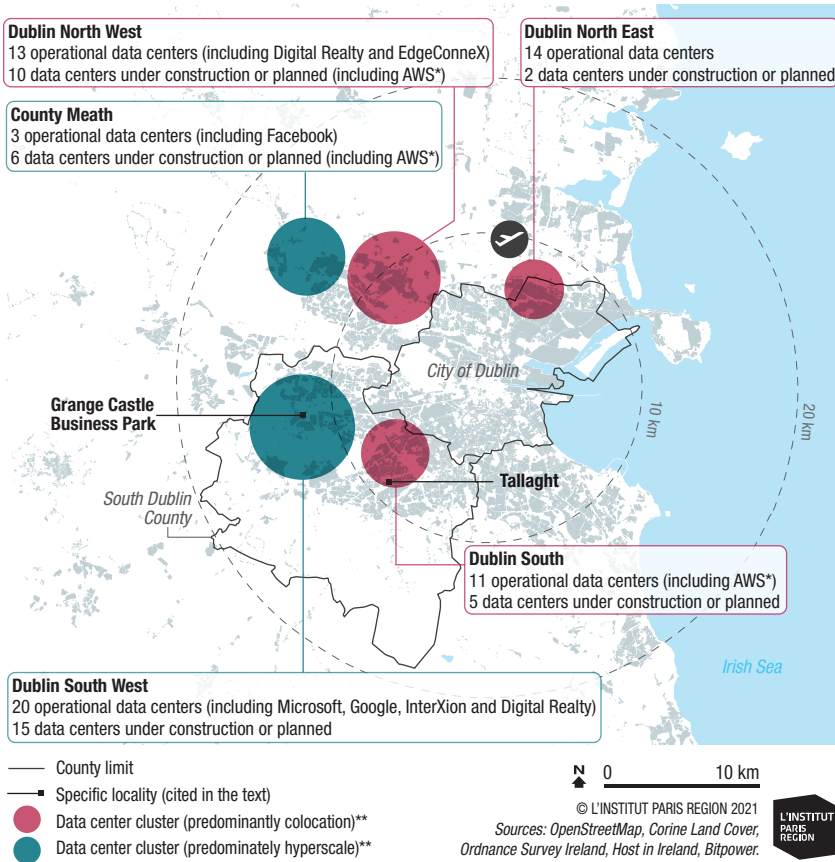 Dublin North West
13 operational data centers (including Digital Realty and EdgeConneX)
10 data centers under construction or planned (including AWS*)
Dublin North East
14 operational data centers
2 data centers under construction or planned
County Meath
3 operational data centers (including Facebook)
6 data centers under construction or planned (including AWS*)
City of Dublin
Grange Castle
Business Park
10 km
20 km
South Dublin
County
Tallaght
Dublin South
11 operational data centers (including AWS*)
5 data centers under construction or planned
Irish Sea
Dublin South West
20 operational data centers (including Microsoft, Google, InterXion and Digital Realty)
15 data centers under construction or planned
County limit
Specific locality (cited in the text)
Data center cluster (predominantly colocation)**
Data center cluster (predominately hyperscale)**
N 0 10 km
© L'INSTITUT PARIS REGION 2021
Sources: OpenStreetMap, Corine Land Cover,
Ordnance Survey Ireland, Host in Ireland, Bitpower.
L'INSTITUT
PARIS
REGION